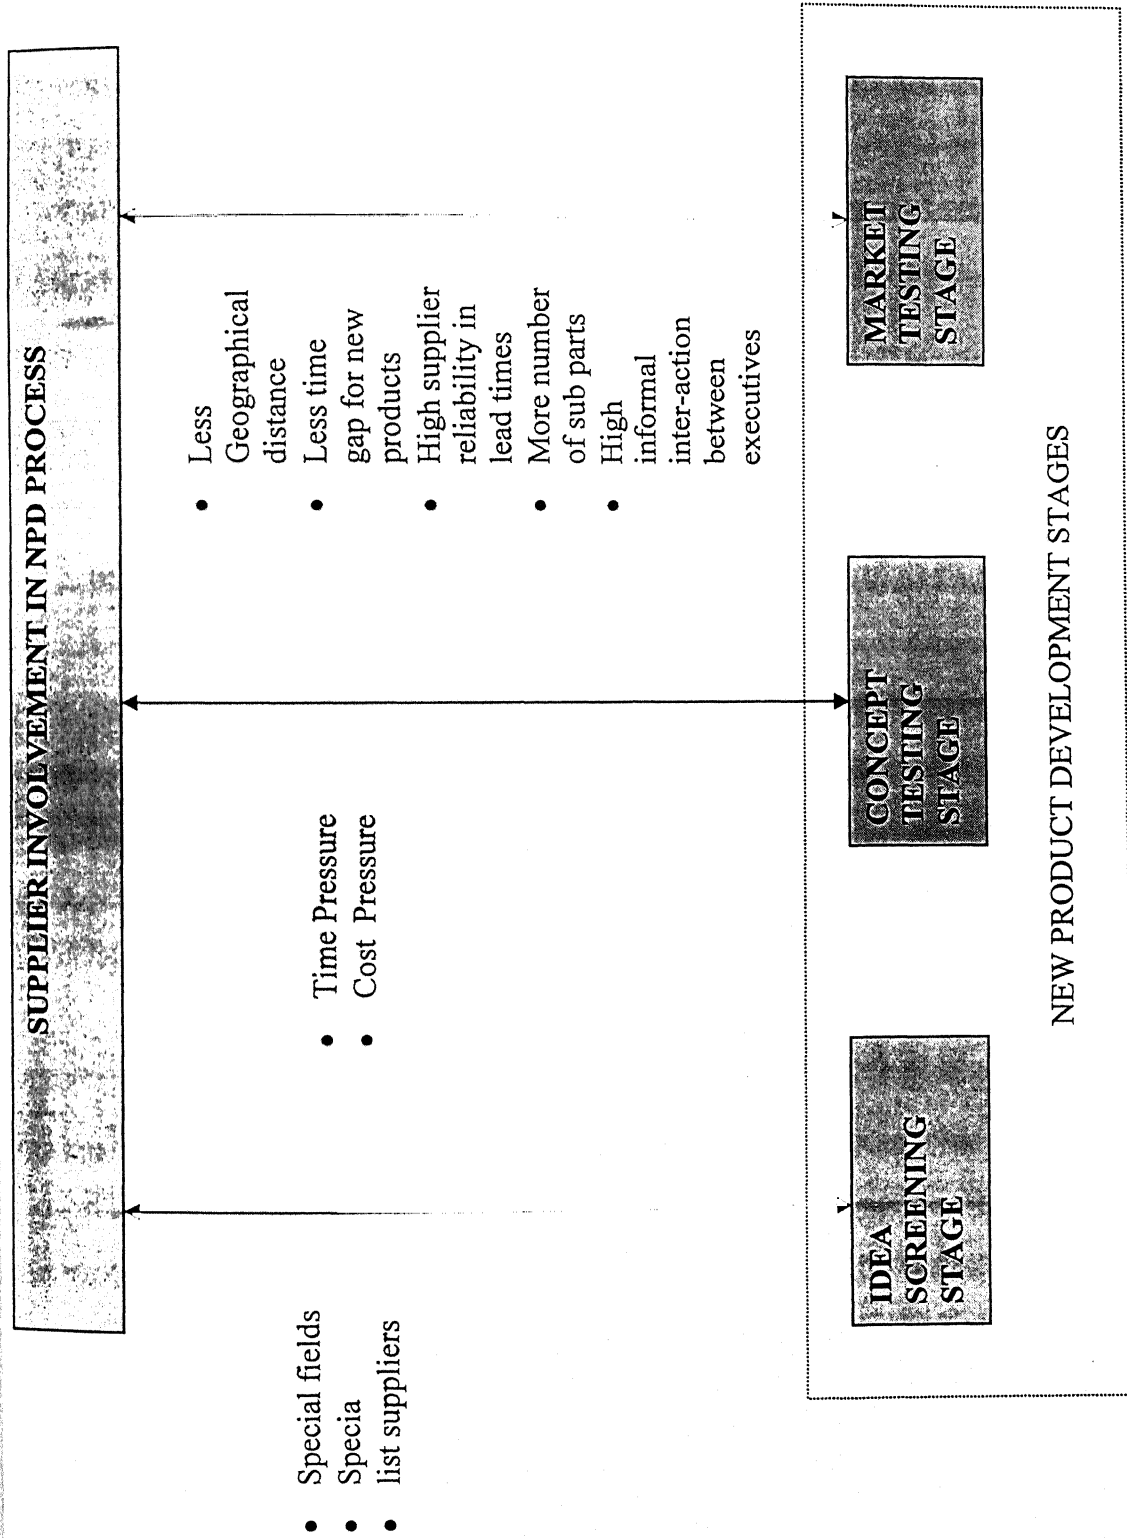 SUPPLIER INVOLVEMENT IN NPD PROCESS
• Special fields
• Specia
• list suppliers
• Time Pressure
• Cost Pressure
• Less
Geographical
distance
• Less time
gap for new
products
• High supplier
reliability in
lead times
• More number
of sub parts
• High
informal
inter-action
between
executives
IDEA
SCREENING
STAGE
CONCEPT
TESTING
STAGE
MARKET
TESTING
STAGE
NEW PRODUCT DEVELOPMENT STAGES